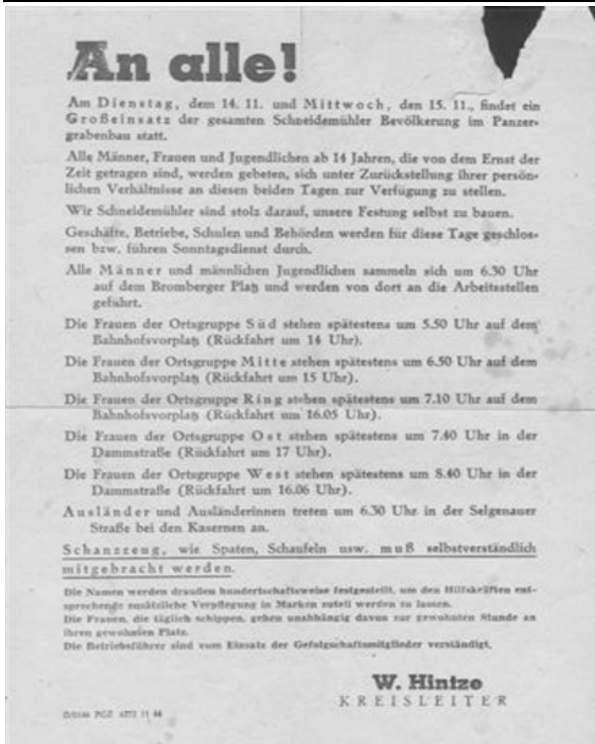 An alle!
Am Dienstag, dem 14. 11. und Mittwoch, den 15. 11., findet ein
Großeinsatz der gesamten Schneidemühler Bevölkerung im Panzer-
grabenbau statt.
Alle Männer, Frauen und Jugendlichen ab 14 Jahren, die von dem Ernst der
Zeit getragen sind, werden gebeten, sich unter Zurückstellung ihrer persön-
lichen Verhältnisse an diesen beiden Tagen zur Verfügung zu stellen.
Wir Schneidemühler sind stolz darauf, unsere Festung selbst zu bauen.
Geschäfte, Betriebe, Schulen und Behörden werden für diese Tage geschlos-
sen bzw. führen Sonntagsdienst durch.
Alle Männer und männlichen Jugendlichen sammeln sich um 6.30 Uhr
auf dem Bromberger Platz und werden von dort an die Arbeitsstellen
geführt.
Die Frauen der Ortsgruppe Süd stehen spätestens um 5.50 Uhr auf dem
Bahnhofsvorplatz (Rückfahrt um 14 Uhr).
Die Frauen der Ortsgruppe Mitte stehen spätestens um 6.50 Uhr auf dem
Bahnhofsvorplatz (Rückfahrt um 15 Uhr).
Die Frauen der Ortsgruppe Ring stehen spätestens um 7.10 Uhr auf dem
Bahnhofsvorplatz (Rückfahrt um 16.05 Uhr).
Die Frauen der Ortsgruppe Ost stehen spätestens um 7.40 Uhr in der
Dammstraße (Rückfahrt um 17 Uhr).
Die Frauen der Ortsgruppe West stehen spätestens um 8.40 Uhr in der
Dammstraße (Rückfahrt um 16.06 Uhr).
Ausländer und Ausländerinnen treten um 6.30 Uhr in der Selgenauer
Straße bei den Kasernen an.
Schanzzeug, wie Spaten, Schaufeln usw. muß selbstverständlich
mitgebracht werden.
Die Namen werden draußen hundertschaftsweise festgestellt, um den Hilfskräften ent-
sprechende zusätzliche Verpflegung in Marken zuteil werden zu lassen.
Die Frauen, die täglich schippen, gehen unabhängig davon zur gewohnten Stunde an
ihren gewohnten Platz.
Die Betriebsführer sind vom Einsatz der Gefolgschaftsmitglieder verständigt.
W. Hintze
KREISLEITER